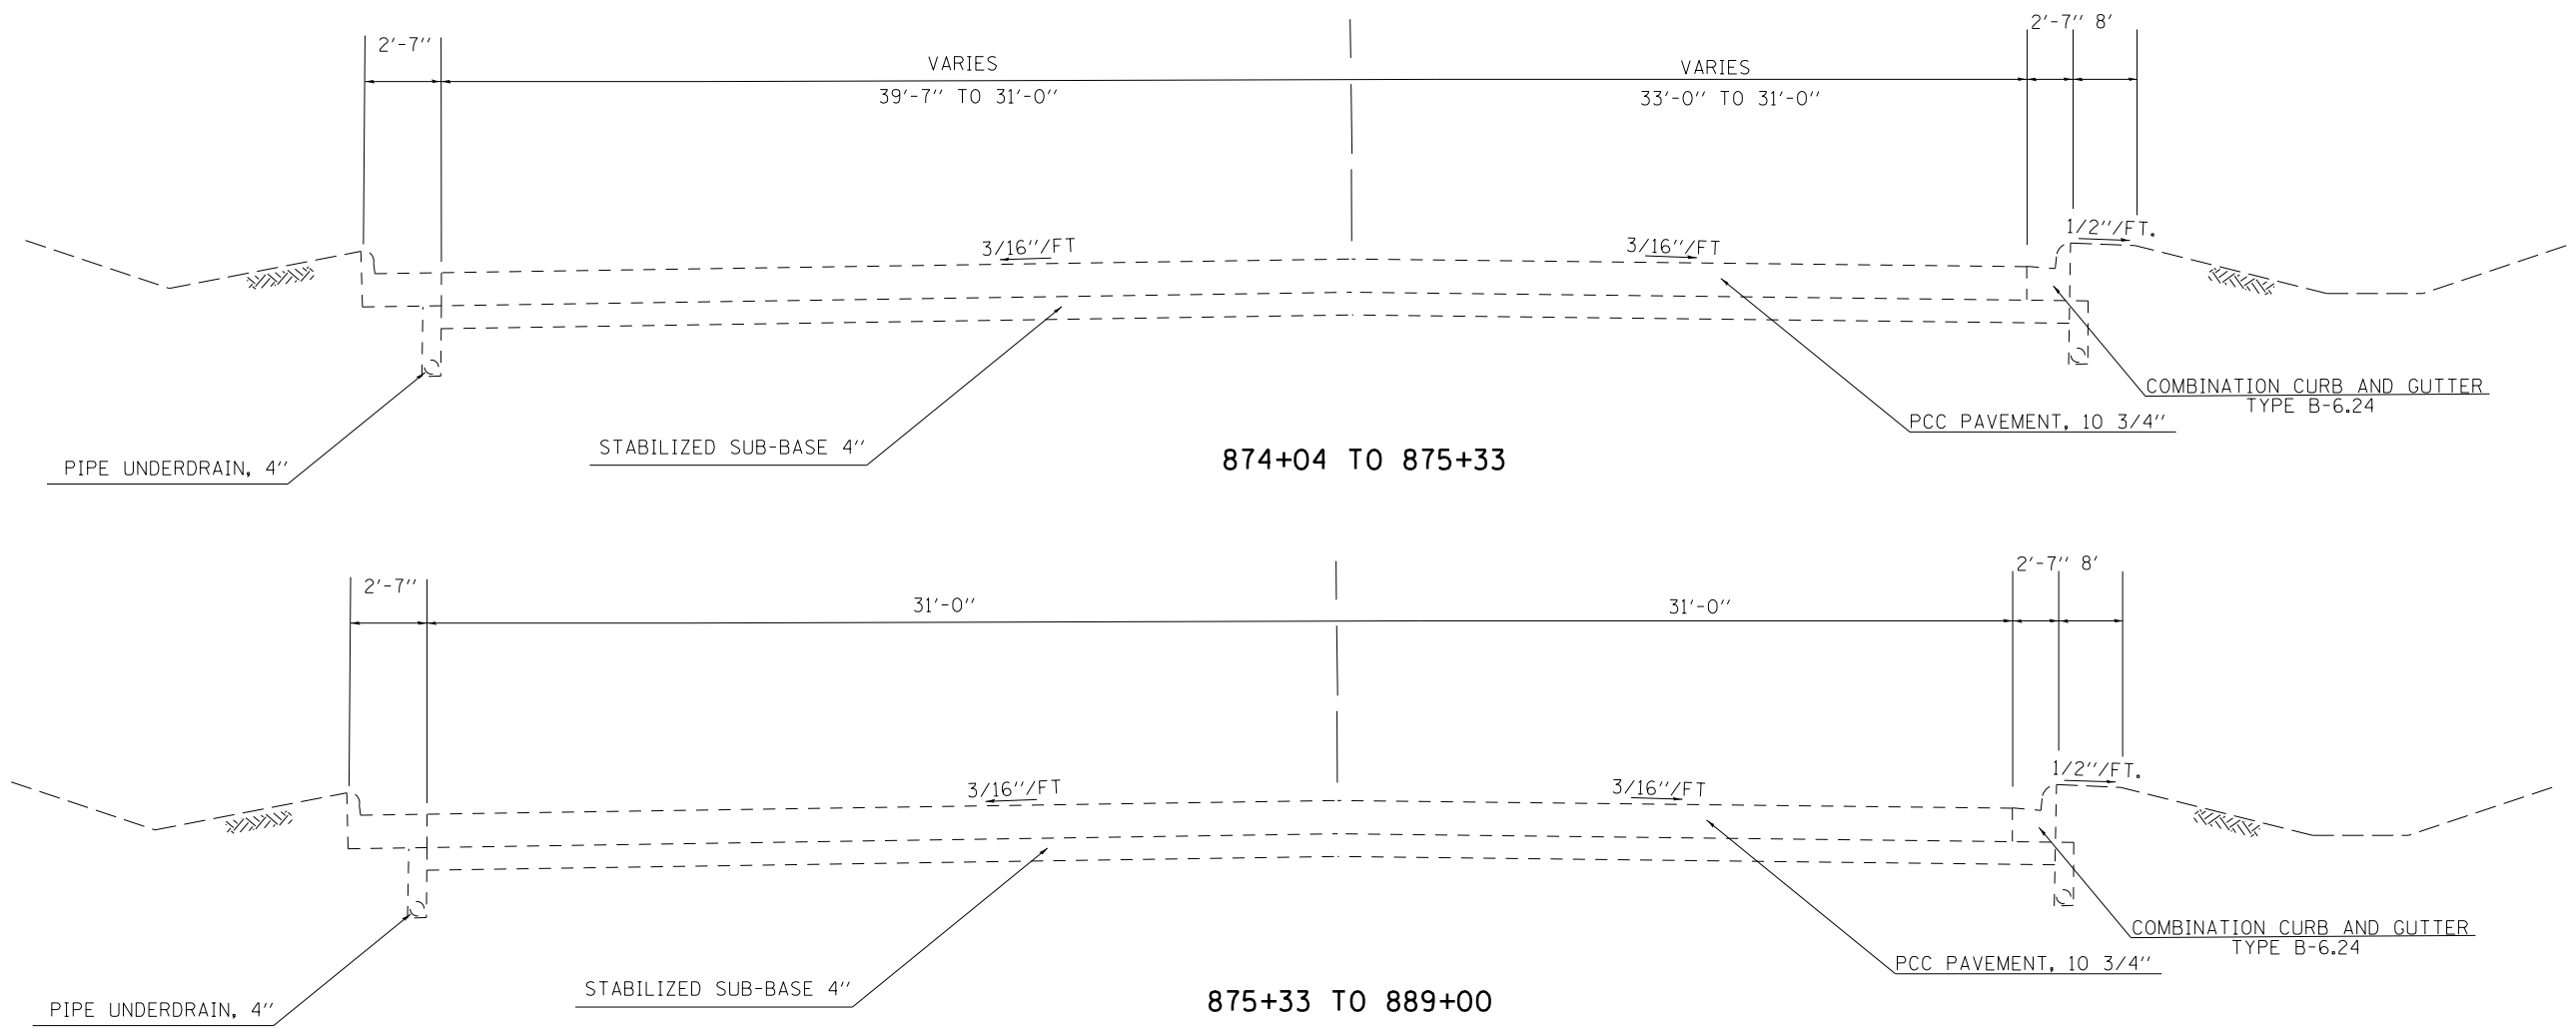 2'-7" 8'
2'-7"
VARIES
VARIES
39'-7" TO 31'-0"
33'-0" TO 31'-0"
1/2"/FT.
3/16"/FT
3/16"/FT
COMBINATION CURB AND GUTTER
TYPE B-6.24
PCC PAVEMENT, 10 3/4"
STABILIZED SUB-BASE 4"
874+04 TO 875+33
PIPE UNDERDRAIN, 4"
2'-7" 8'
2'-7"
31'-0"
31'-0"
1/2"/FT.
3/16"/FT
3/16"/FT
COMBINATION CURB AND GUTTER
TYPE B-6.24
PCC PAVEMENT, 10 3/4"
STABILIZED SUB-BASE 4"
875+33 TO 889+00
PIPE UNDERDRAIN, 4"